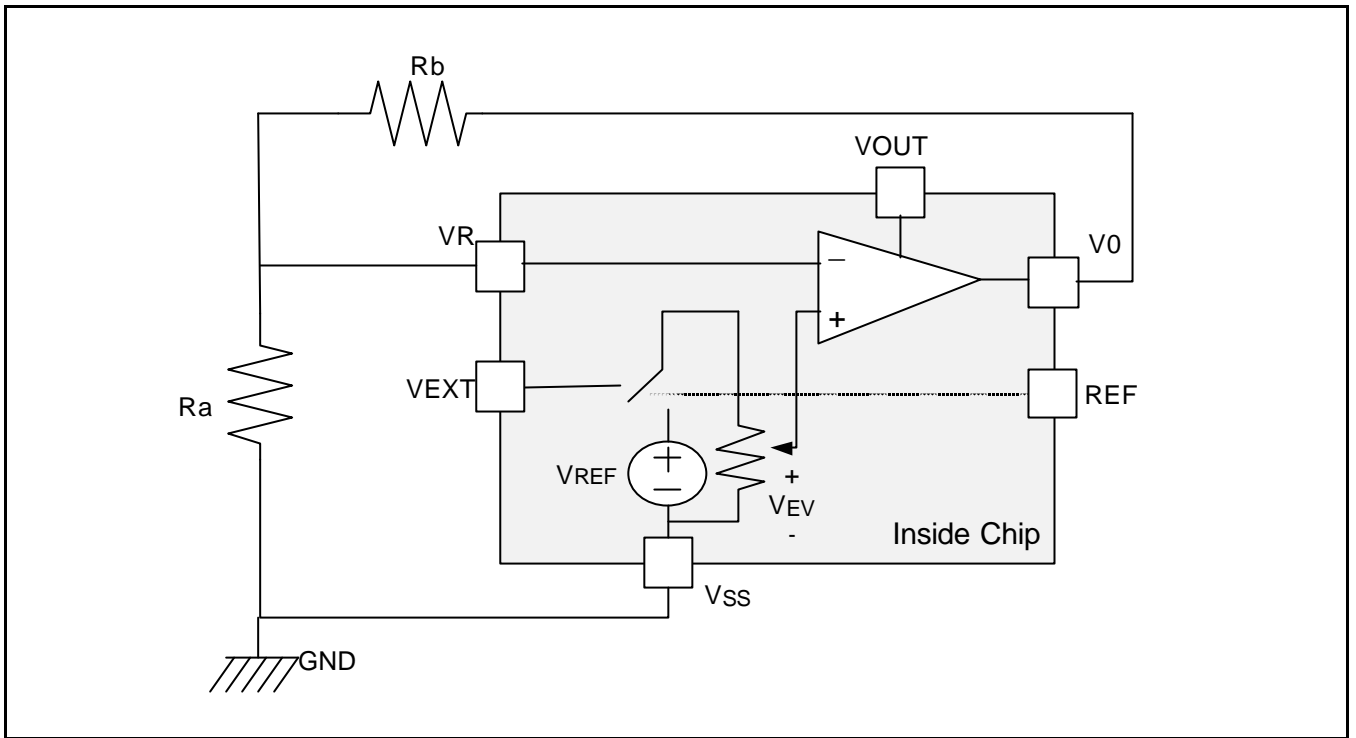 Rb
VOUT
VR
V0
−
+
VEXT
REF
Ra
+
−
VREF
+
VEV
-
Inside Chip
VSS
GND